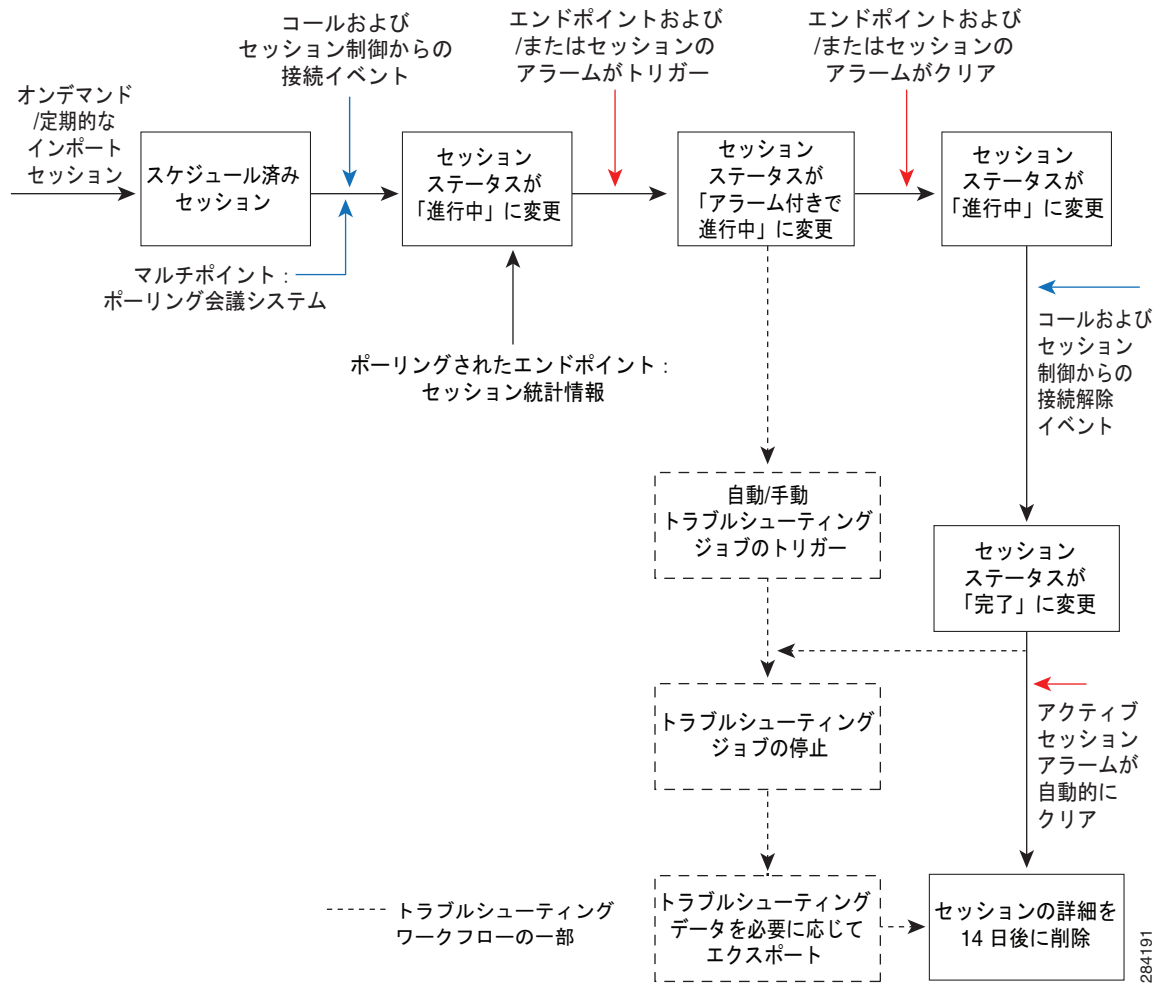 コールおよび
セッション制御からの
接続イベント
エンドポイントおよび
/またはセッションの
アラームがトリガー
エンドポイントおよび
/またはセッションの
アラームがクリア
オンデマンド
/定期的な
インポート
セッション
スケジュール済み
セッション
セッション
ステータスが
「進行中」に変更
セッション
ステータスが
「アラーム付きで
進行中」に変更
セッション
ステータスが
「進行中」に変更
マルチポイント：
ポーリング会議システム
ポーリングされたエンドポイント：
セッション統計情報
コールおよび
セッション
制御からの
接続解除
イベント
自動/手動
トラブルシューティング
ジョブのトリガー
セッション
ステータスが
「完了」に変更
トラブルシューティング
ジョブの停止
アクティブ
セッション
アラームが
自動的に
クリア
トラブルシューティング
ワークフローの一部
トラブルシューティング
データを必要に応じて
エクスポート
セッションの詳細を
14 日後に削除
284191